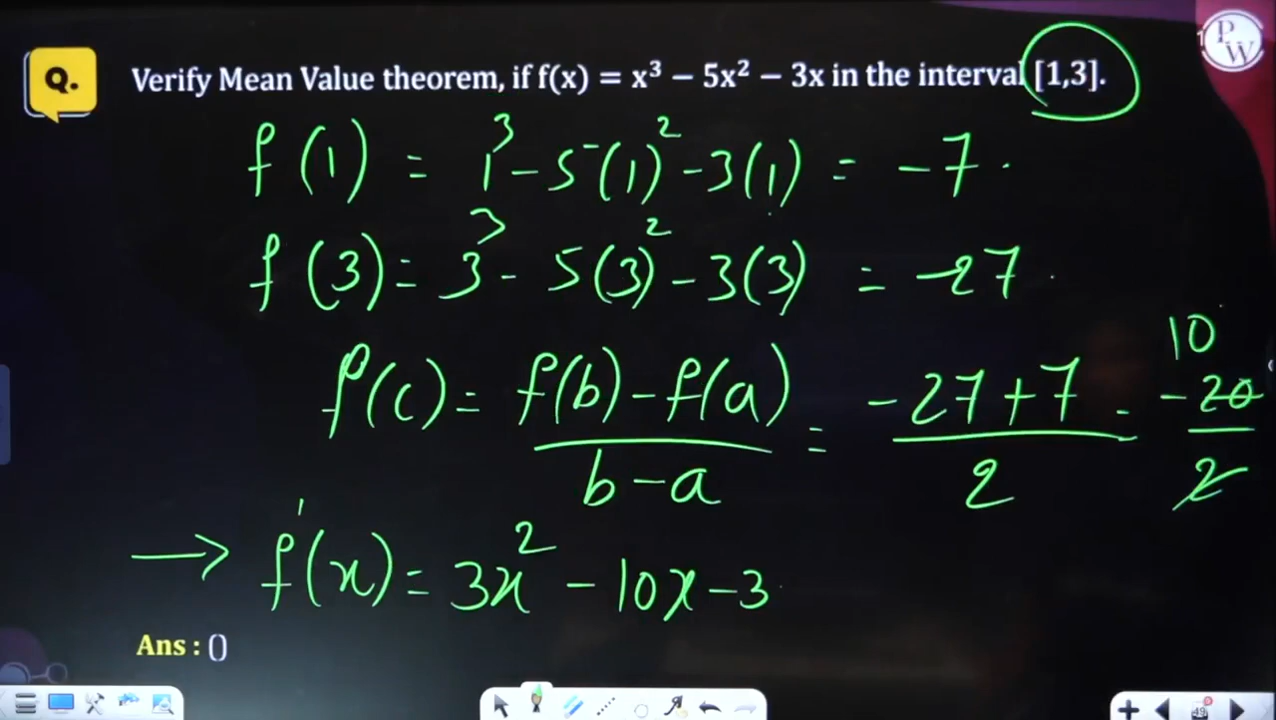 PW
Q.
Verify Mean Value theorem, if f(x) = x³ – 5x² – 3x in the interval [1,3].
f(1) = 1³ - 5(1)² - 3(1) = -7.
f(3) = 3³ - 5(3)² - 3(3) = -27.
f'(c) = f(b) - f(a) / b - a = -27+7 / 2 = -20 / 2
10
→ f'(x) = 3x² - 10x - 3
Ans : ()
49